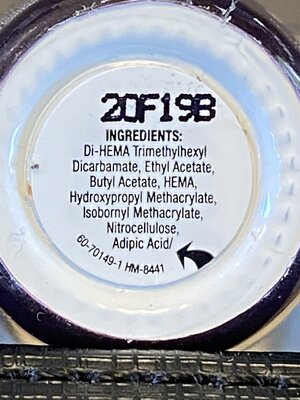 20F19B
INGREDIENTS:
Di-HEMA Trimethylhexyl
Dicarbamate, Ethyl Acetate,
Butyl Acetate, HEMA,
Hydroxypropyl Methacrylate,
Isobornyl Methacrylate,
Nitrocellulose,
Adipic Acid/
60-70149-1 HM-8441